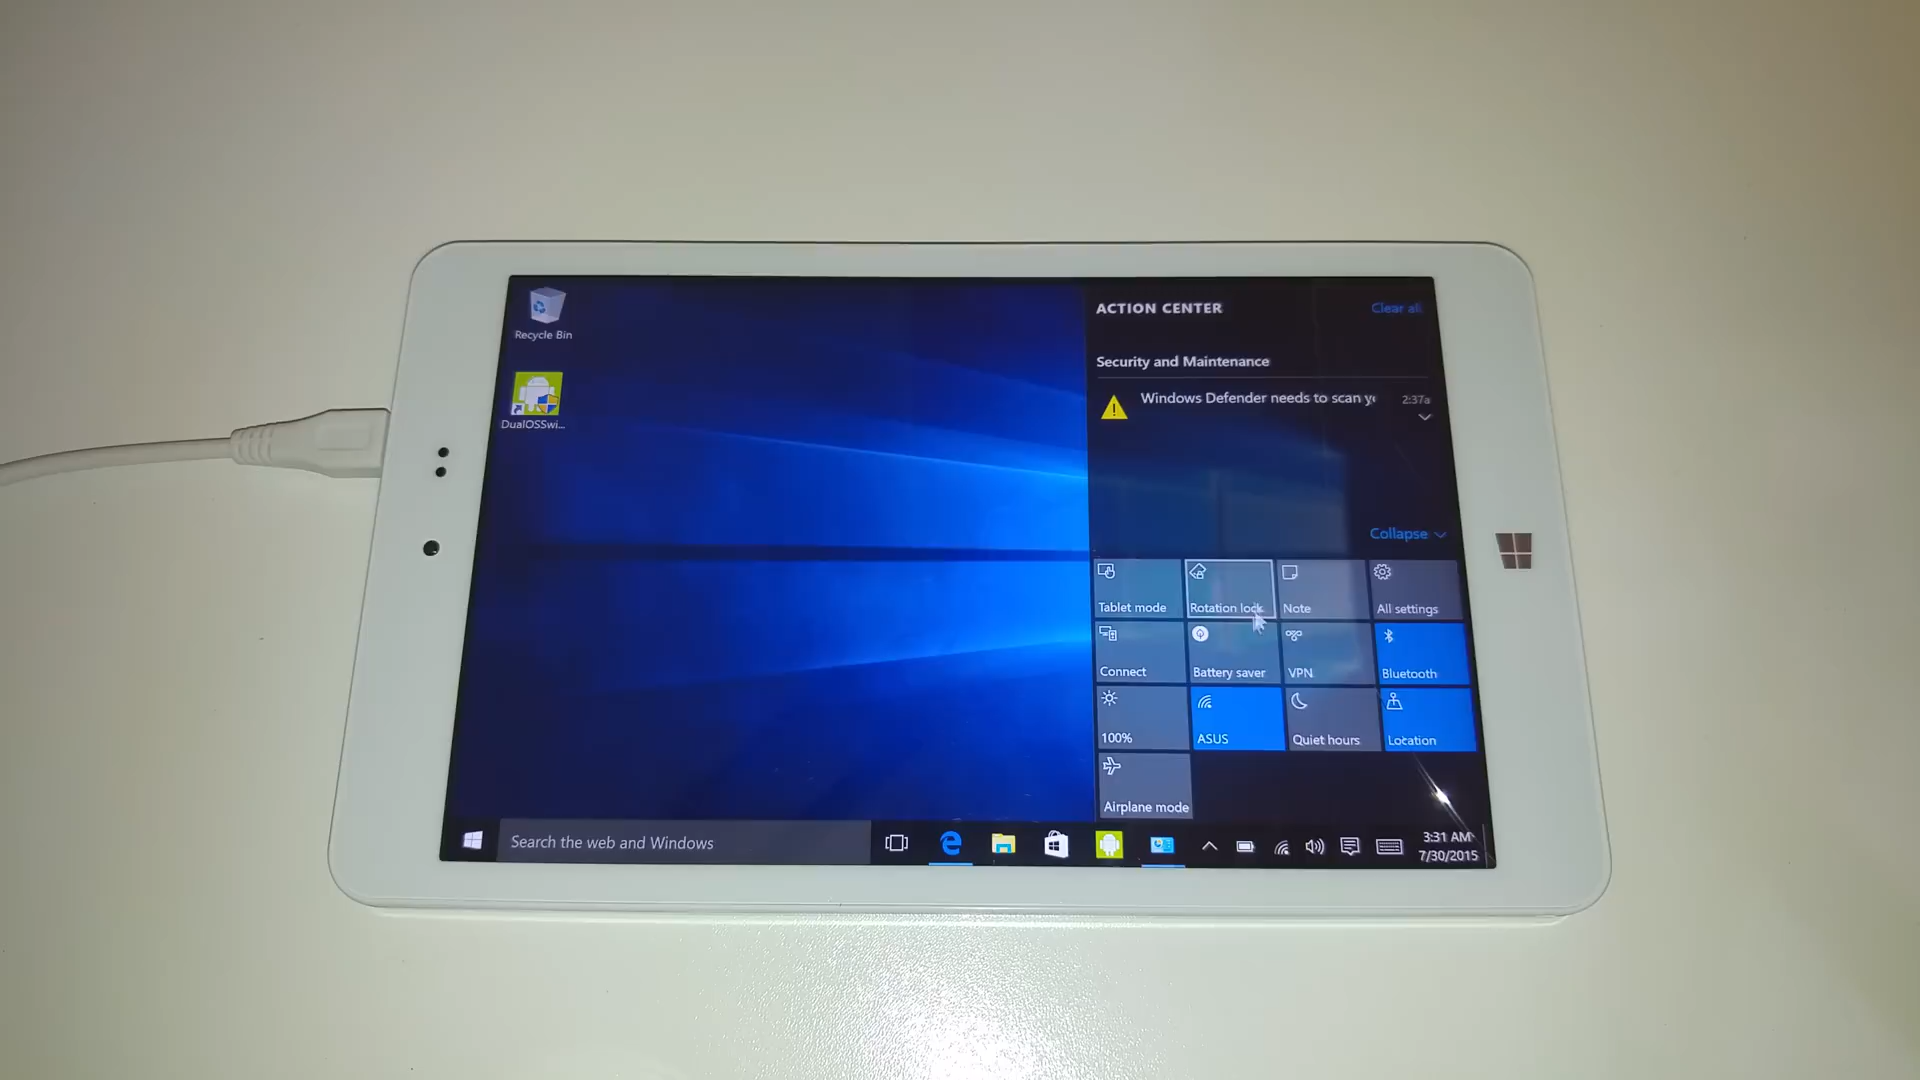 Recycle Bin
DualOSSwi...
ACTION CENTER
Clear all
Security and Maintenance
Windows Defender needs to scan y
2:37a
Collapse
Tablet mode
Rotation lock
Note
All settings
Connect
Battery saver
VPN
Bluetooth
100%
ASUS
Quiet hours
Location
Airplane mode
Search the web and Windows
3:31 AM
7/30/2015